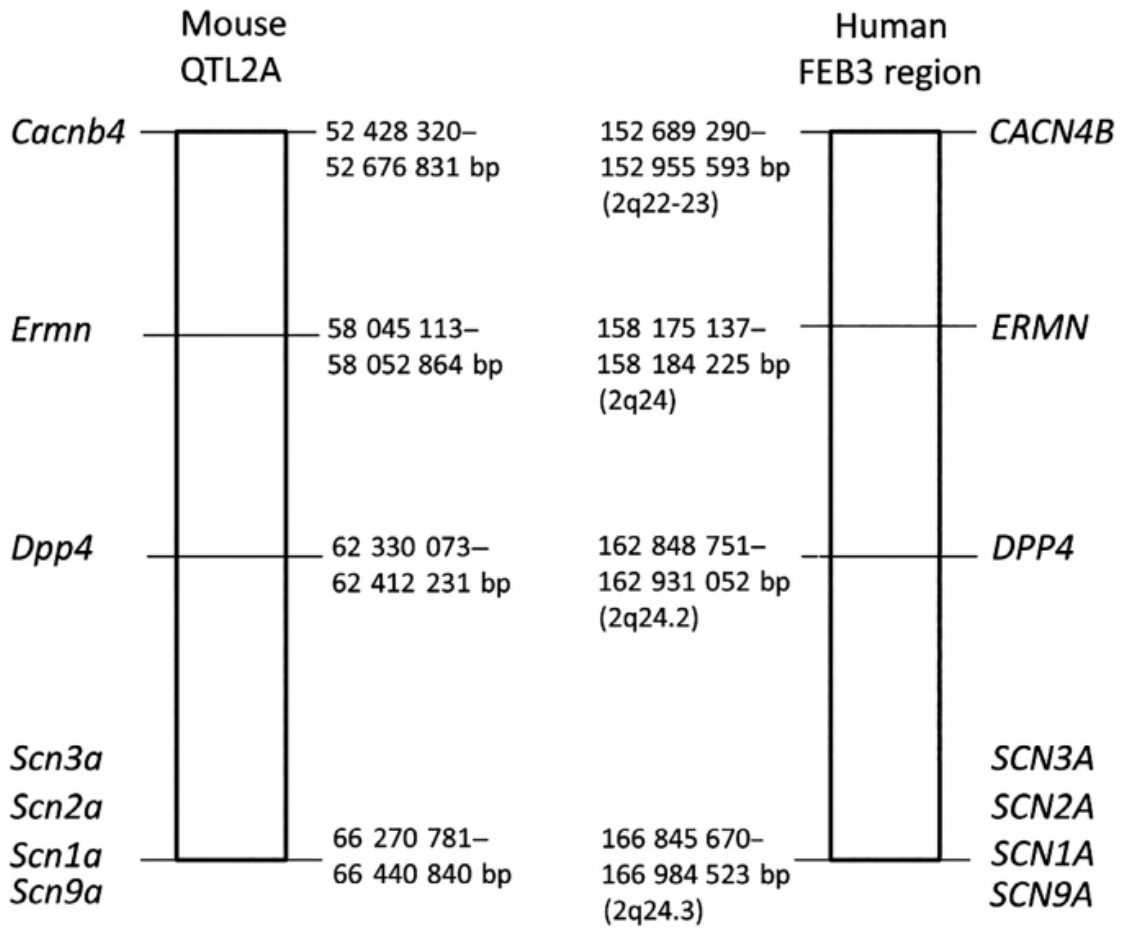 Mouse
QTL2A
Human
FEB3 region
Cacnb4
52 428 320–
52 676 831 bp
152 689 290–
152 955 593 bp
(2q22-23)
CACN4B
Ermn
58 045 113–
58 052 864 bp
158 175 137–
158 184 225 bp
(2q24)
ERMN
Dpp4
62 330 073–
62 412 231 bp
162 848 751–
162 931 052 bp
(2q24.2)
DPP4
Scn3a
Scn2a
Scn1a
Scn9a
66 270 781–
66 440 840 bp
166 845 670–
166 984 523 bp
(2q24.3)
SCN3A
SCN2A
SCN1A
SCN9A